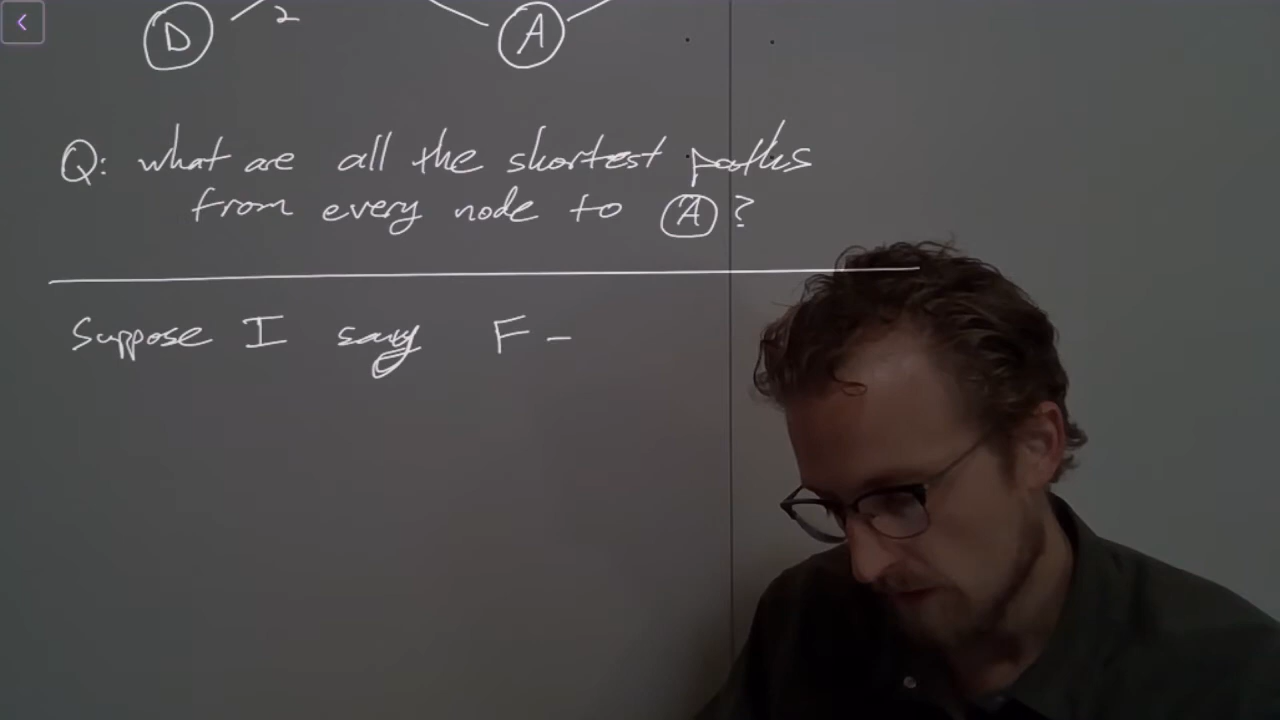 D 2 A
Q: what are all the shortest paths
from every node to A ?
Suppose I say F -